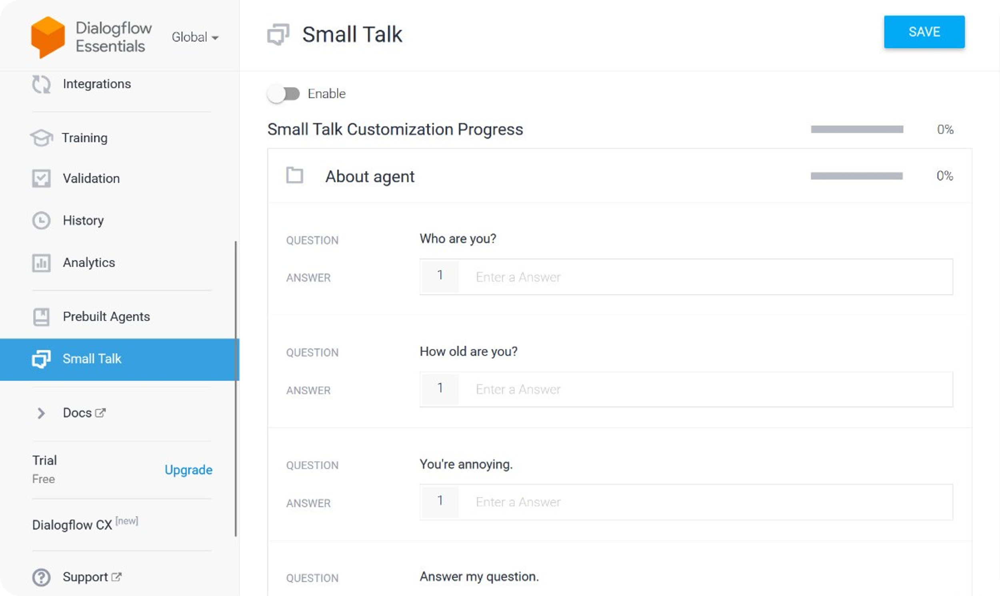 Dialogflow
Essentials
Global
Integrations
Training
Validation
History
Analytics
Prebuilt Agents
Small Talk
Docs
Trial
Free
Upgrade
Dialogflow CX [new]
Support
Small Talk
SAVE
Enable
Small Talk Customization Progress 0%
About agent 0%
QUESTION Who are you?
ANSWER 1 Enter a Answer
QUESTION How old are you?
ANSWER 1 Enter a Answer
QUESTION You're annoying.
ANSWER 1 Enter a Answer
QUESTION Answer my question.